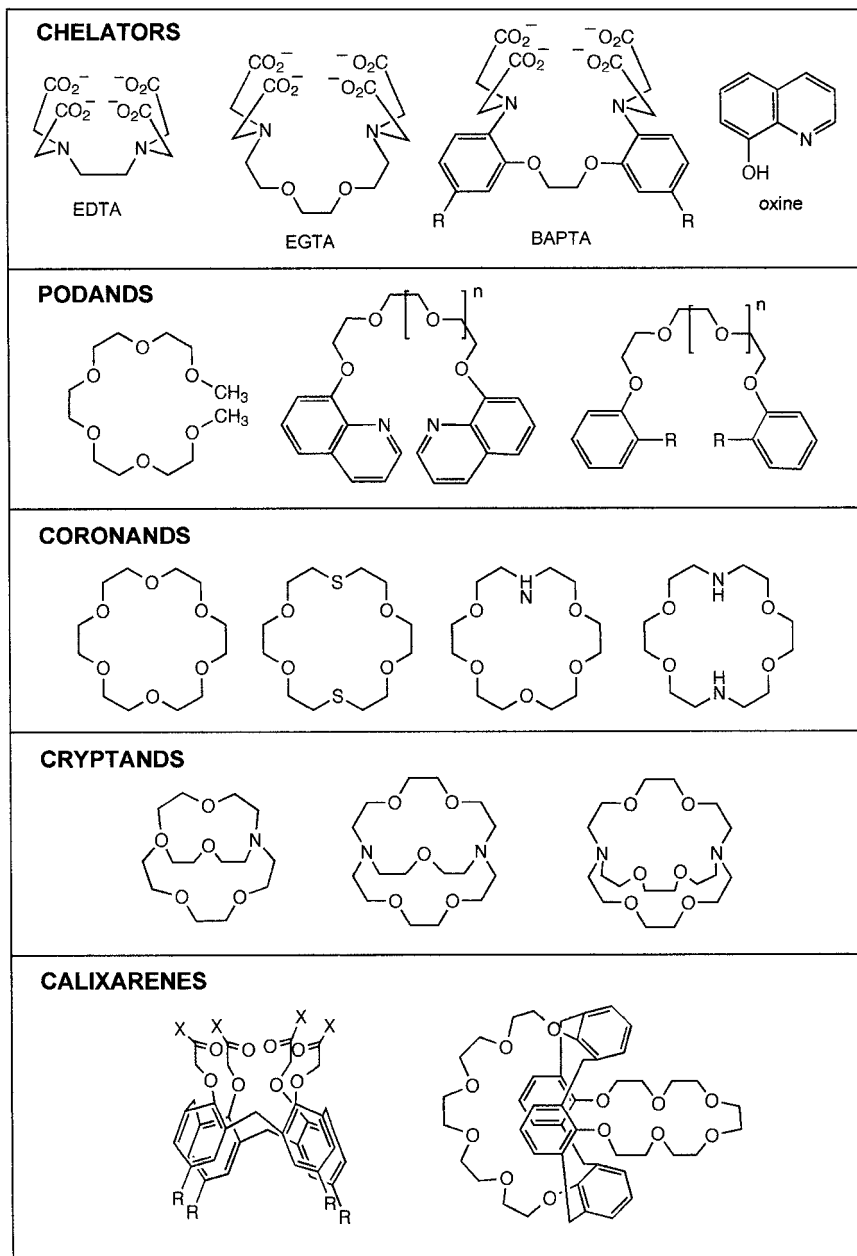 CHELATORS
CO₂⁻ ⁻O₂C
CO₂⁻ ⁻O₂C
N N
EDTA
CO₂⁻ ⁻O₂C
CO₂⁻ ⁻O₂C
N N
O O
EGTA
CO₂⁻ ⁻O₂C
CO₂⁻ ⁻O₂C
N N
O O
R R
BAPTA
N
OH
oxine
PODANDS
O
O O CH₃
CH₃
O O
O
n
O O O
O O
N N
n
O O
O O
R R
CORONANDS
O
O O
O O
O
S
O O
O O
S
H
N
O O
O O
O
N
H
O O
O O
H
N
CRYPTANDS
O
O O N
O O
O O
N O N
O O
O O
N N
O O
O O
CALIXARENES
X X X X
O O O O
O O O O
R R R R
O O
O
O
O
O
O
O O O
O O O